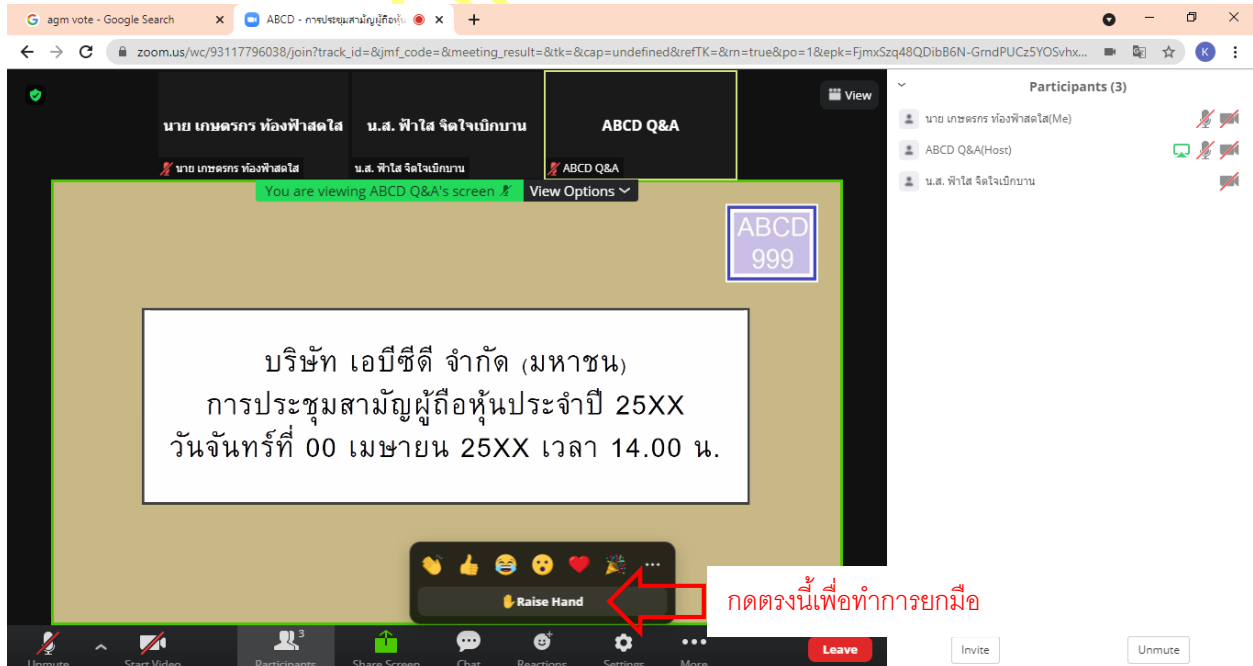 agm vote - Google Search
ABCD - การประชุมสามัญผู้ถือหุ้น
zoom.us/wc/93117796038/join?track_id=&jmf_code=&meeting_result=&tk=&cap=undefined&refTK=&rn=true&po=1&epk=FjmxSzq48QDibB6N-GrndPUCz5YOSvhx...
K
View
นาย เกษตรกร ท้องฟ้าสดใส
น.ส. ฟ้าใส จิตใจเบิกบาน
ABCD Q&A
นาย เกษตรกร ท้องฟ้าสดใส
น.ส. ฟ้าใส จิตใจเบิกบาน
ABCD Q&A
You are viewing ABCD Q&A's screen
View Options
ABCD
999
บริษัท เอบีซีดี จำกัด (มหาชน)
การประชุมสามัญผู้ถือหุ้นประจำปี 25XX
วันจันทร์ที่ 00 เมษายน 25XX เวลา 14.00 น.
Raise Hand
กดตรงนี้เพื่อทำการยกมือ
Unmute
Start Video
3
Participants
Share Screen
Chat
Reactions
Settings
More
Leave
Participants (3)
นาย เกษตรกร ท้องฟ้าสดใส(Me)
ABCD Q&A(Host)
น.ส. ฟ้าใส จิตใจเบิกบาน
Invite
Unmute